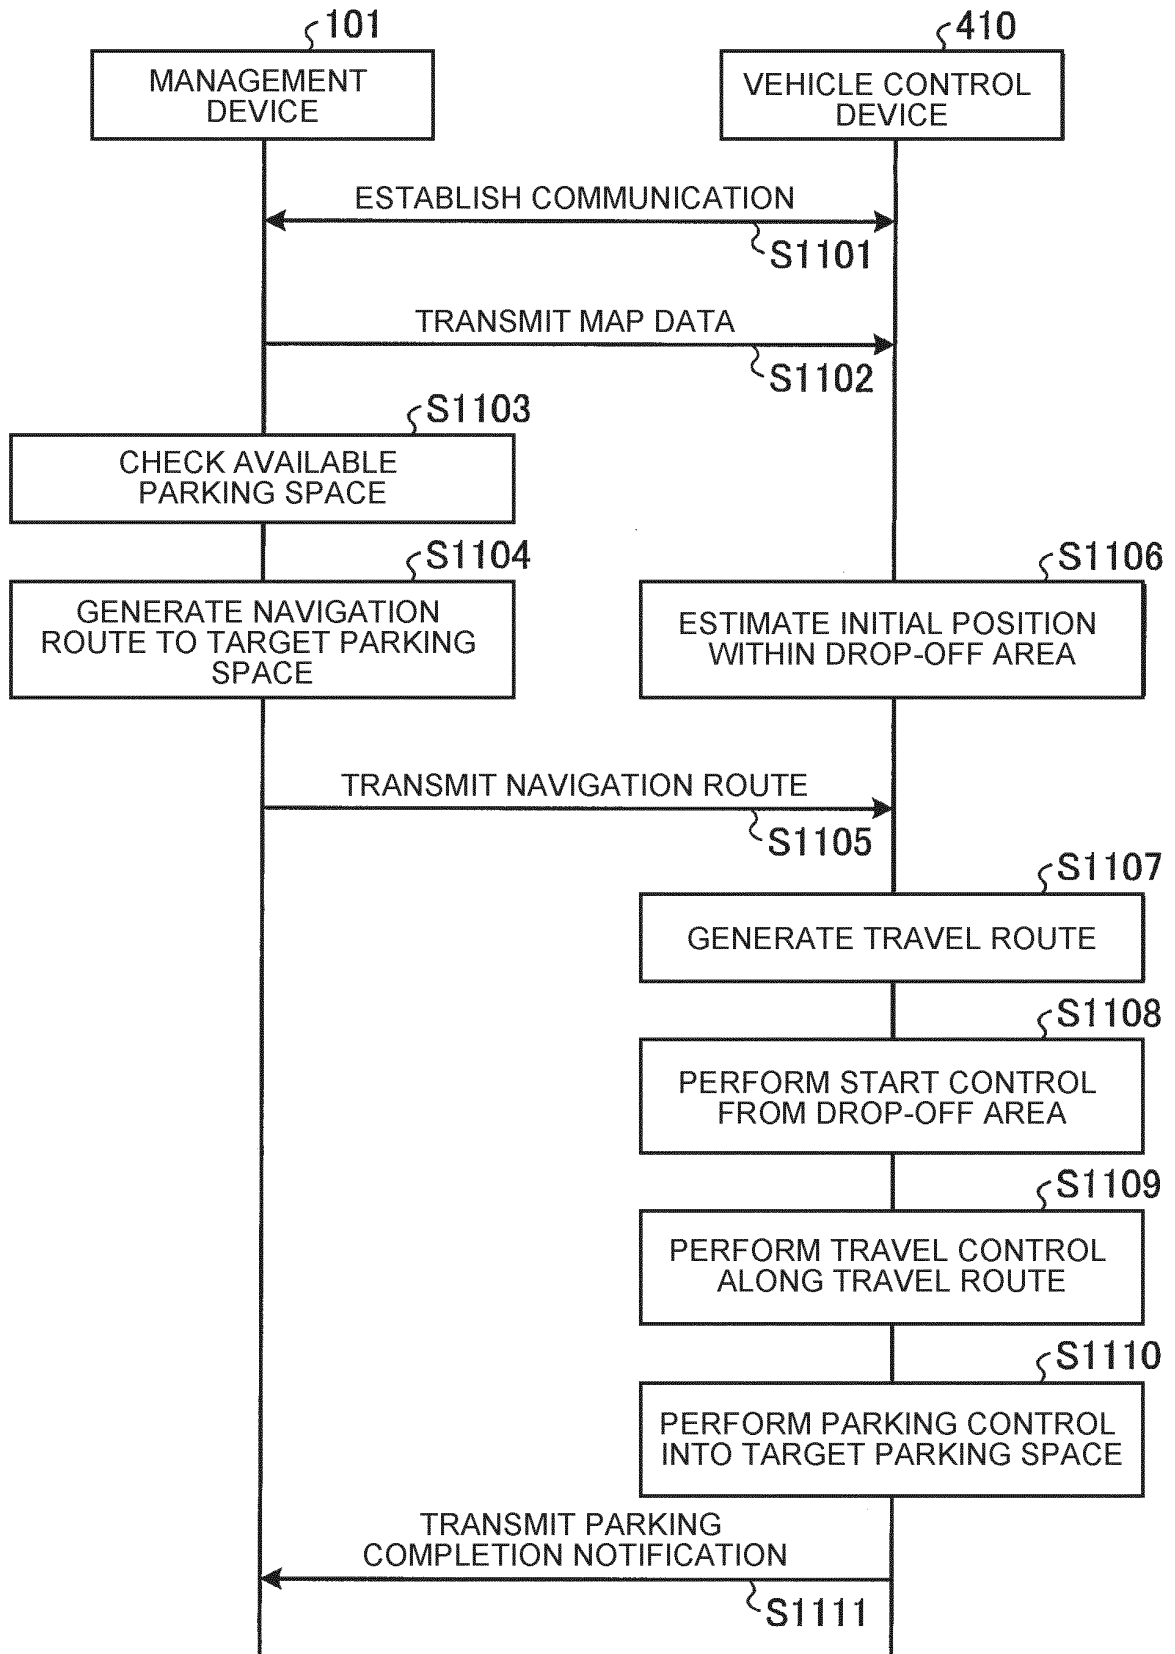 101
MANAGEMENT
DEVICE
410
VEHICLE CONTROL
DEVICE
ESTABLISH COMMUNICATION
S1101
TRANSMIT MAP DATA
S1102
S1103
CHECK AVAILABLE
PARKING SPACE
S1104
GENERATE NAVIGATION
ROUTE TO TARGET PARKING
SPACE
S1106
ESTIMATE INITIAL POSITION
WITHIN DROP-OFF AREA
TRANSMIT NAVIGATION ROUTE
S1105
S1107
GENERATE TRAVEL ROUTE
S1108
PERFORM START CONTROL
FROM DROP-OFF AREA
S1109
PERFORM TRAVEL CONTROL
ALONG TRAVEL ROUTE
S1110
PERFORM PARKING CONTROL
INTO TARGET PARKING SPACE
TRANSMIT PARKING
COMPLETION NOTIFICATION
S1111